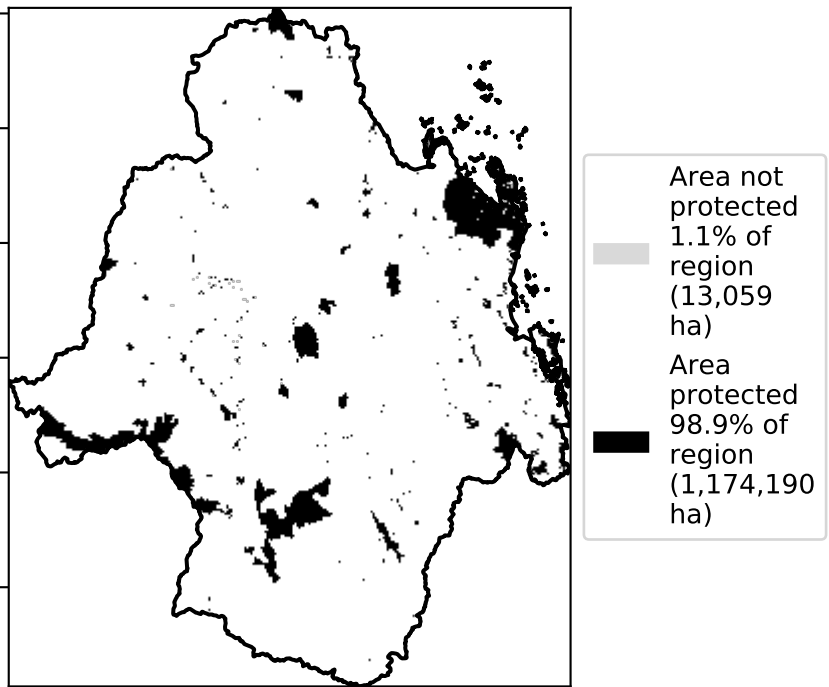 Area not
protected
1.1% of
region
(13,059
ha)
Area
protected
98.9% of
region
(1,174,190
ha)